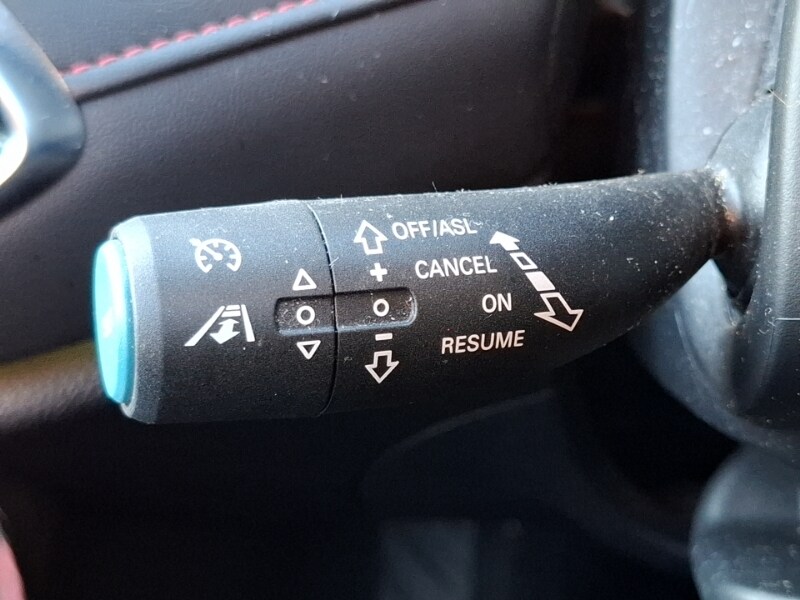 OFF/ASL
+ CANCEL
ON
- RESUME